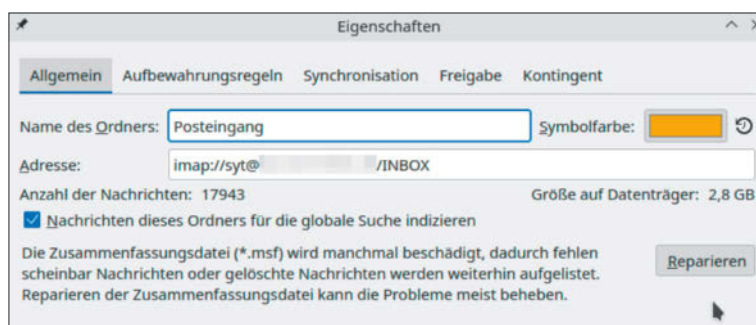 Eigenschaften
Allgemein Aufbewahrungsregeln Synchronisation Freigabe Kontingent
Name des Ordners: Posteingang Symbolfarbe:
Adresse: imap://syt@ /INBOX
Anzahl der Nachrichten: 17943 Größe auf Datenträger: 2,8 GB
Nachrichten dieses Ordners für die globale Suche indizieren
Die Zusammenfassungsdatei (*.msf) wird manchmal beschädigt, dadurch fehlen
scheinbar Nachrichten oder gelöschte Nachrichten werden weiterhin aufgelistet.
Reparieren der Zusammenfassungsdatei kann die Probleme meist beheben.
Reparieren